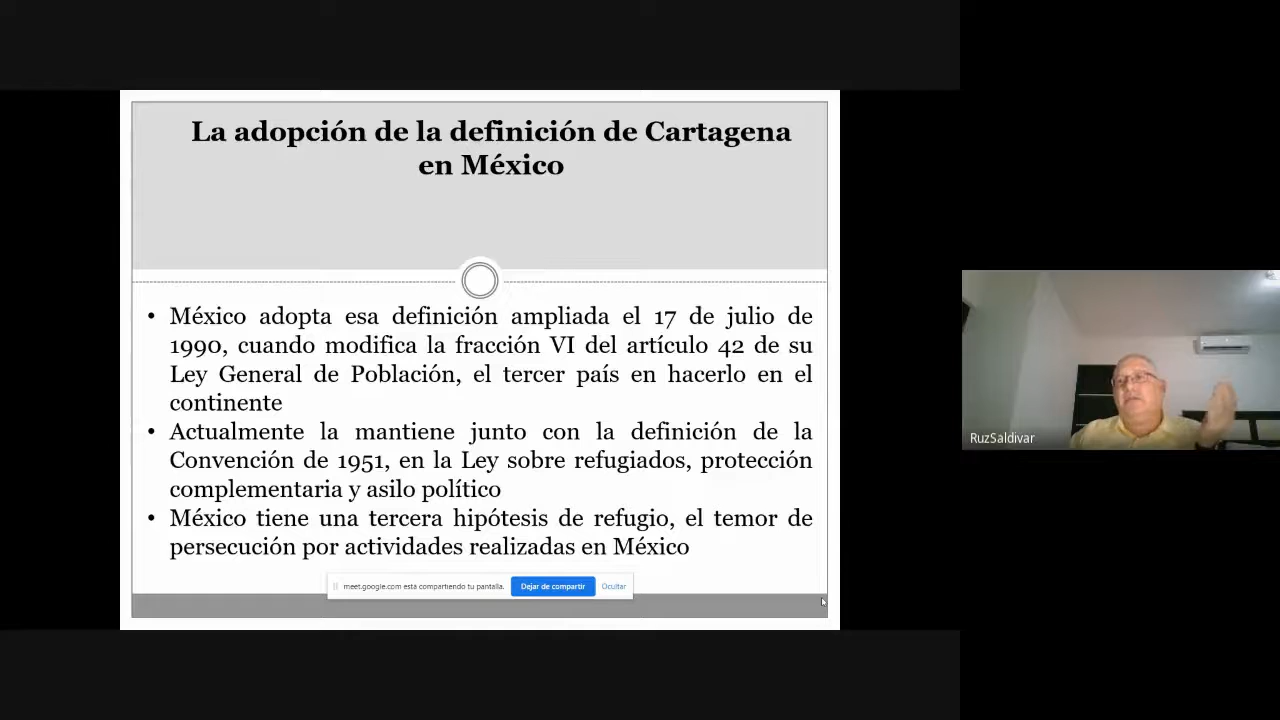 La adopción de la definición de Cartagena
en México
• México adopta esa definición ampliada el 17 de julio de
1990, cuando modifica la fracción VI del artículo 42 de su
Ley General de Población, el tercer país en hacerlo en el
continente
• Actualmente la mantiene junto con la definición de la
Convención de 1951, en la Ley sobre refugiados, protección
complementaria y asilo político
• México tiene una tercera hipótesis de refugio, el temor de
persecución por actividades realizadas en México
meet.google.com está compartiendo tu pantalla. Dejar de compartir Ocultar
RuzSaldivar